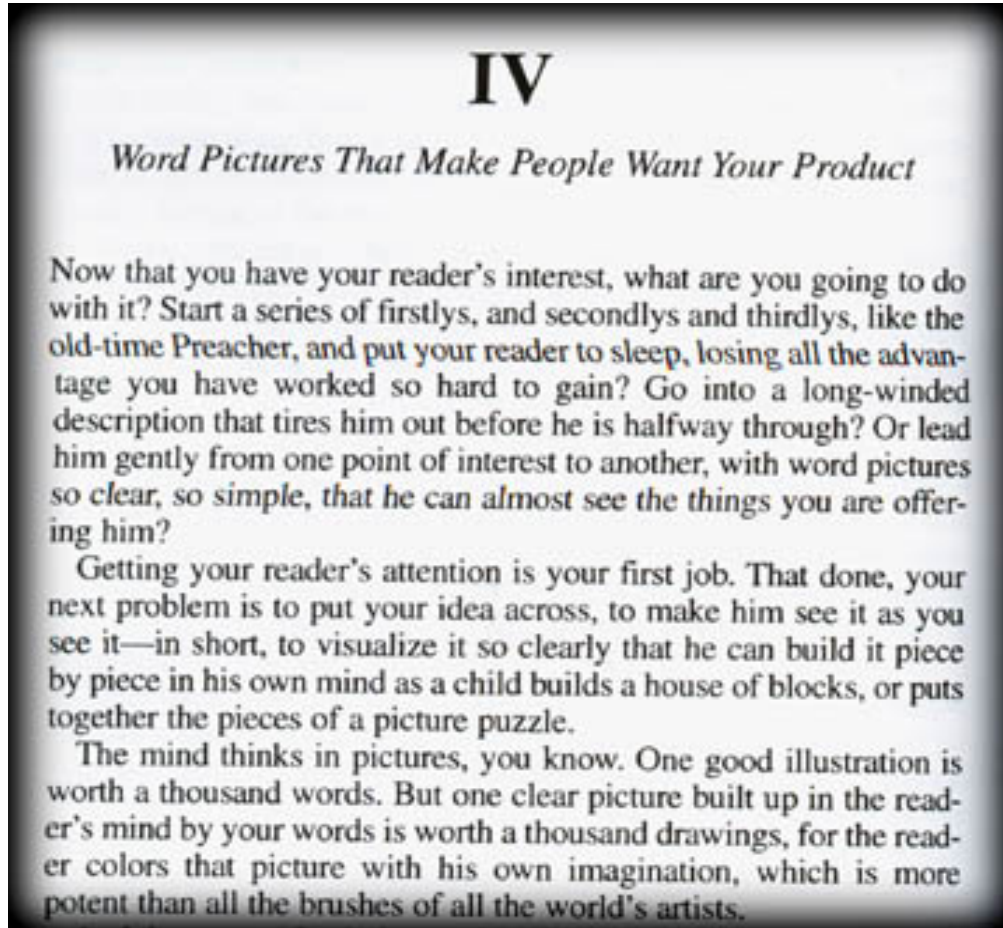 IV
Word Pictures That Make People Want Your Product
Now that you have your reader's interest, what are you going to do
with it? Start a series of firstlys, and secondlys and thirdlys, like the
old-time Preacher, and put your reader to sleep, losing all the advan-
tage you have worked so hard to gain? Go into a long-winded
description that tires him out before he is halfway through? Or lead
him gently from one point of interest to another, with word pictures
so clear, so simple, that he can almost see the things you are offer-
ing him?
Getting your reader's attention is your first job. That done, your
next problem is to put your idea across, to make him see it as you
see it—in short, to visualize it so clearly that he can build it piece
by piece in his own mind as a child builds a house of blocks, or puts
together the pieces of a picture puzzle.
The mind thinks in pictures, you know. One good illustration is
worth a thousand words. But one clear picture built up in the read-
er's mind by your words is worth a thousand drawings, for the read-
er colors that picture with his own imagination, which is more
potent than all the brushes of all the world's artists.